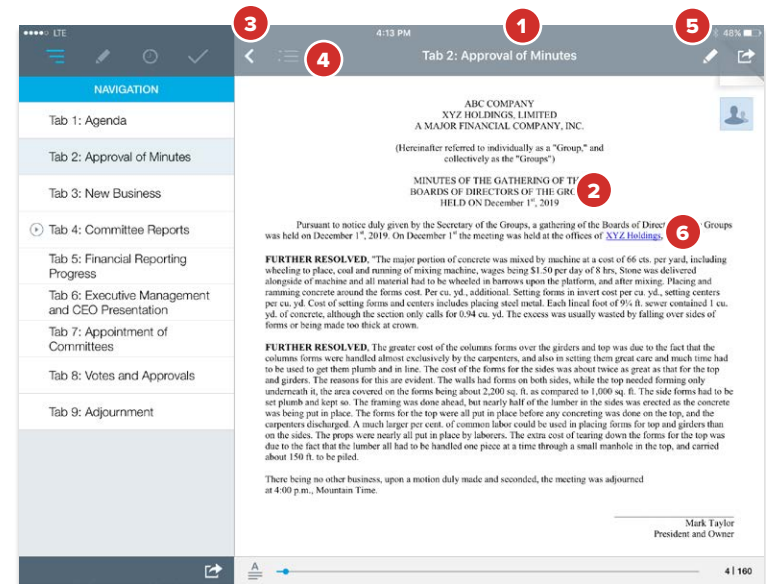 LTE
4:13 PM
48%
3
1
5
4
Tab 2: Approval of Minutes
NAVIGATION
Tab 1: Agenda
Tab 2: Approval of Minutes
Tab 3: New Business
Tab 4: Committee Reports
Tab 5: Financial Reporting
Progress
Tab 6: Executive Management
and CEO Presentation
Tab 7: Appointment of
Committees
Tab 8: Votes and Approvals
Tab 9: Adjournment
ABC COMPANY
XYZ HOLDINGS, LIMITED
A MAJOR FINANCIAL COMPANY, INC.
(Hereinafter referred to individually as a "Group," and
collectively as the "Groups")
MINUTES OF THE GATHERING OF
BOARDS OF DIRECTORS OF THE
2
HELD ON December 1st, 2019
Pursuant to notice duly given by the Secretary of the Groups, a gathering of the Boards of Groups
6
was held on December 1st, 2019. On December 1st the meeting was held at the offices of XYZ Holdings,
FURTHER RESOLVED, "The major portion of concrete was mixed by machine at a cost of 66 cts. per yard, including
wheeling to place, coal and running of mixing machine, wages being $1.50 per day of 8 hrs, Stone was delivered
alongside of machine and all material had to be wheeled in barrows upon the platform, and after mixing. Placing and
ramming concrete around the forms cost. Per cu. yd., additional. Setting forms in invert cost per cu. yd., setting centers
per cu. yd. Cost of setting forms and centers includes placing steel metal. Each lineal foot of 9¼ ft. sewer contained 1 cu.
yd. of concrete, although the section only calls for 0.94 cu. yd. The excess was usually wasted by falling over sides of
forms or being made too thick at crown.
FURTHER RESOLVED, The greater cost of the columns forms over the girders and top was due to the fact that the
columns forms were handled almost exclusively by the carpenters, and also in setting them great care and much time had
to be used to get them plumb and in line. The cost of the forms for the sides was about twice as great as that for the top
and girders. The reasons for this are evident. The walls had forms on both sides, while the top needed forming only
underneath it, the area covered on the forms being about 2,200 sq. ft. as compared to 1,000 sq. ft. The side forms had to be
set plumb and kept so. The framing was done ahead, but nearly half of the lumber in the sides was erected as the concrete
was being put in place. The forms for the top were all put in place before any concreting was done on the top, and the
carpenters discharged. A much larger per cent. of common labor could be used in placing forms for top and girders than
on the sides. The props were nearly all put in place by laborers. The extra cost of tearing down the forms for the top was
due to the fact that the lumber all had to be handled one piece at a time through a small manhole in the top, and carried
about 150 ft. to be piled.
There being no other business, upon a motion duly made and seconded, the meeting was adjourned
at 4:00 p.m., Mountain Time.
Mark Taylor
President and Owner
A
4 | 160